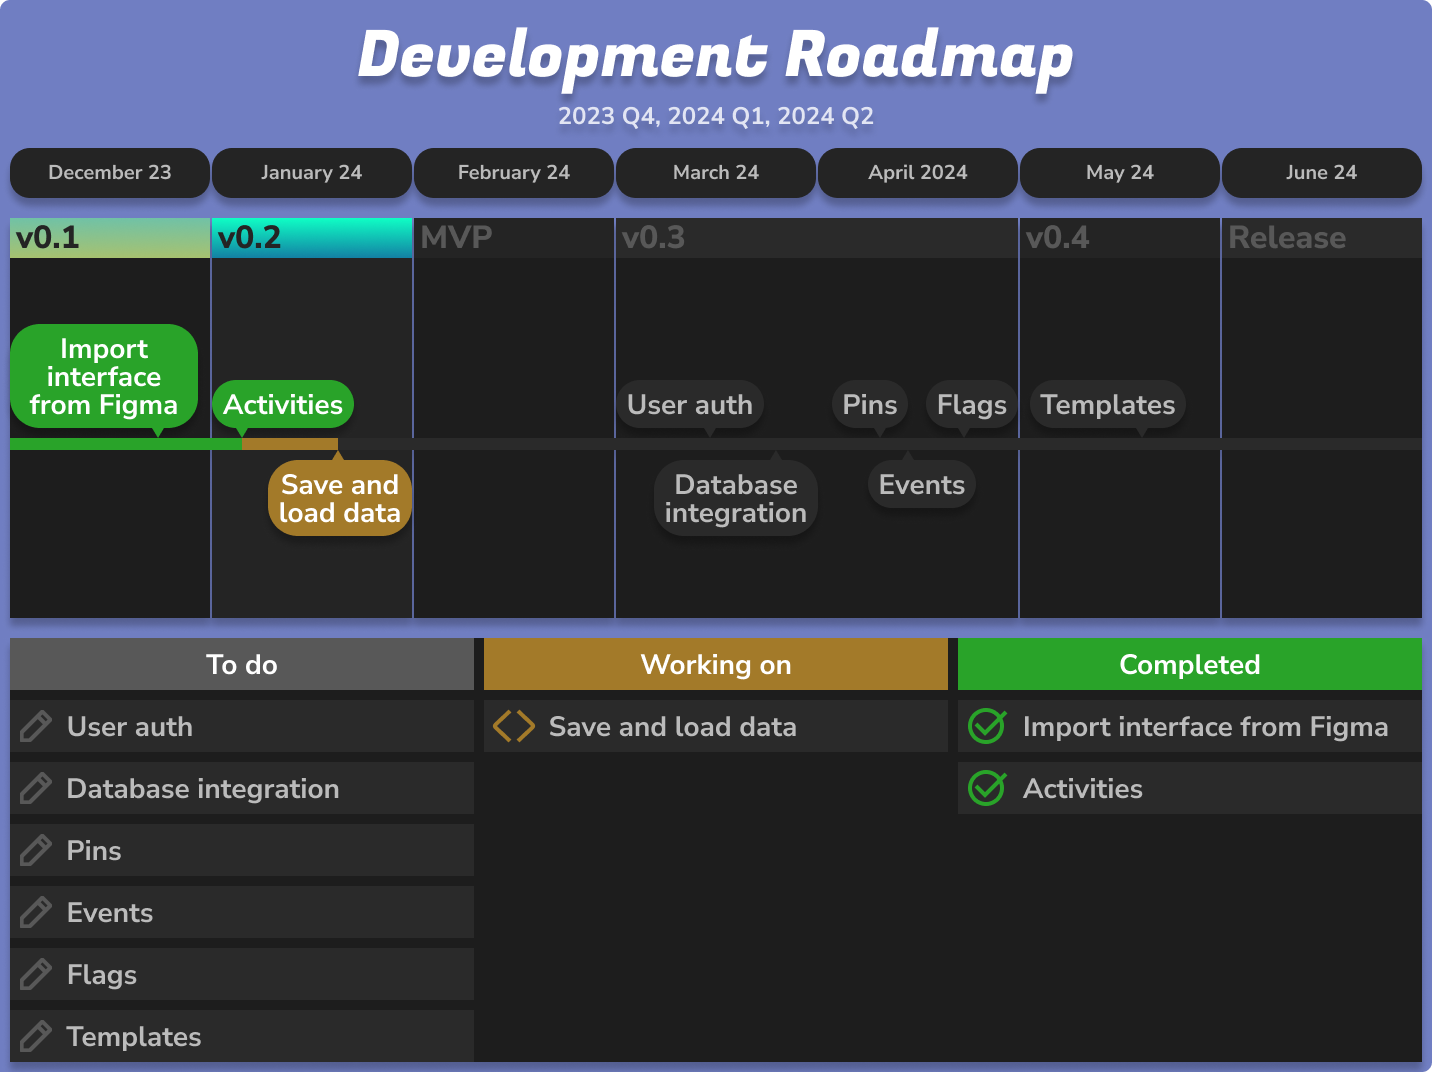 Development Roadmap
2023 Q4, 2024 Q1, 2024 Q2
December 23
January 24
February 24
March 24
April 2024
May 24
June 24
v0.1
v0.2
MVP
v0.3
v0.4
Release
Import
interface
from Figma
Activities
User auth
Pins
Flags
Templates
Save and
load data
Database
integration
Events
To do
User auth
Database integration
Pins
Events
Flags
Templates
Working on
Save and load data
Completed
Import interface from Figma
Activities